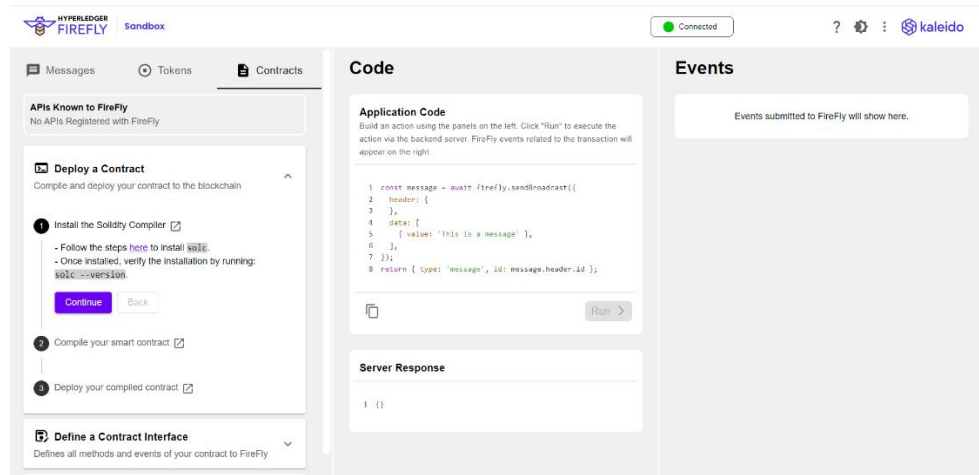 HYPERLEDGER
FIREFLY
Sandbox
Connected
?
kaleido
Messages
Tokens
Contracts
APIs Known to FireFly
No APIs Registered with FireFly
Deploy a Contract
Compile and deploy your contract to the blockchain
1 Install the Solidity Compiler
- Follow the steps here to install solc.
- Once installed, verify the installation by running:
solc --version.
Continue
Back
2 Compile your smart contract
3 Deploy your compiled contract
Define a Contract Interface
Defines all methods and events of your contract to FireFly
Code
Application Code
Build an action using the panels on the left. Click "Run" to execute the
action via the backend server. FireFly events related to the transaction will
appear on the right.
1 const message = await firefly.sendBroadcast({
2 header: {
3 },
4 data: [
5 { value: 'This is a message' },
6 ],
7 });
8 return { type: 'message', id: message.header.id };
Run >
Server Response
1 {}
Events
Events submitted to FireFly will show here.